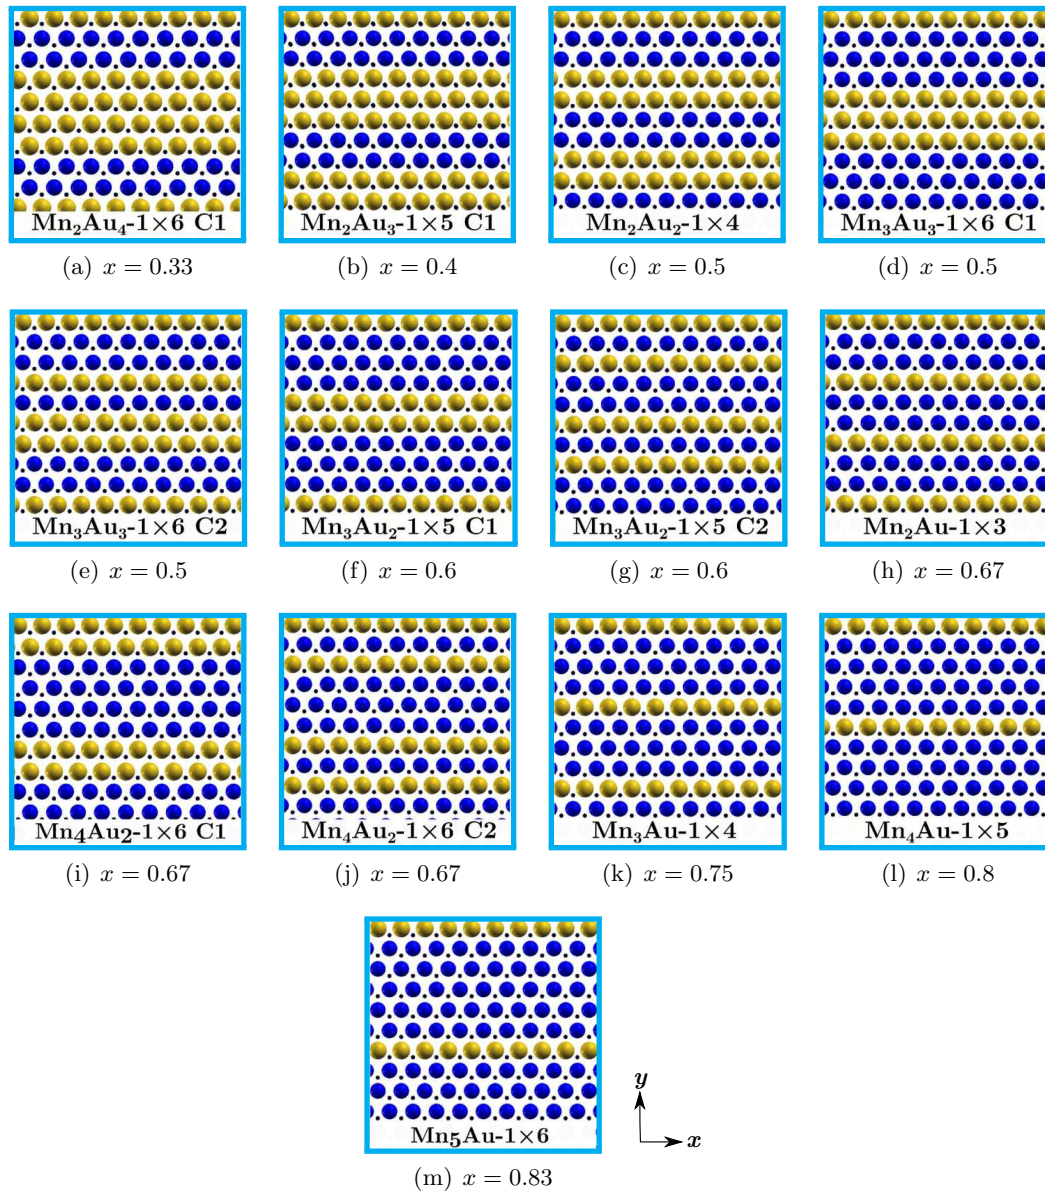 Mn₂Au₄-1×6 C1
Mn₂Au₃-1×5 C1
Mn₂Au₂-1×4
Mn₃Au₃-1×6 C1
(a) x = 0.33
(b) x = 0.4
(c) x = 0.5
(d) x = 0.5
Mn₃Au₃-1×6 C2
Mn₃Au₂-1×5 C1
Mn₃Au₂-1×5 C2
Mn₂Au-1×3
(e) x = 0.5
(f) x = 0.6
(g) x = 0.6
(h) x = 0.67
Mn₄Au₂-1×6 C1
Mn₄Au₂-1×6 C2
Mn₃Au-1×4
Mn₄Au-1×5
(i) x = 0.67
(j) x = 0.67
(k) x = 0.75
(l) x = 0.8
Mn₅Au-1×6
y
x
(m) x = 0.83